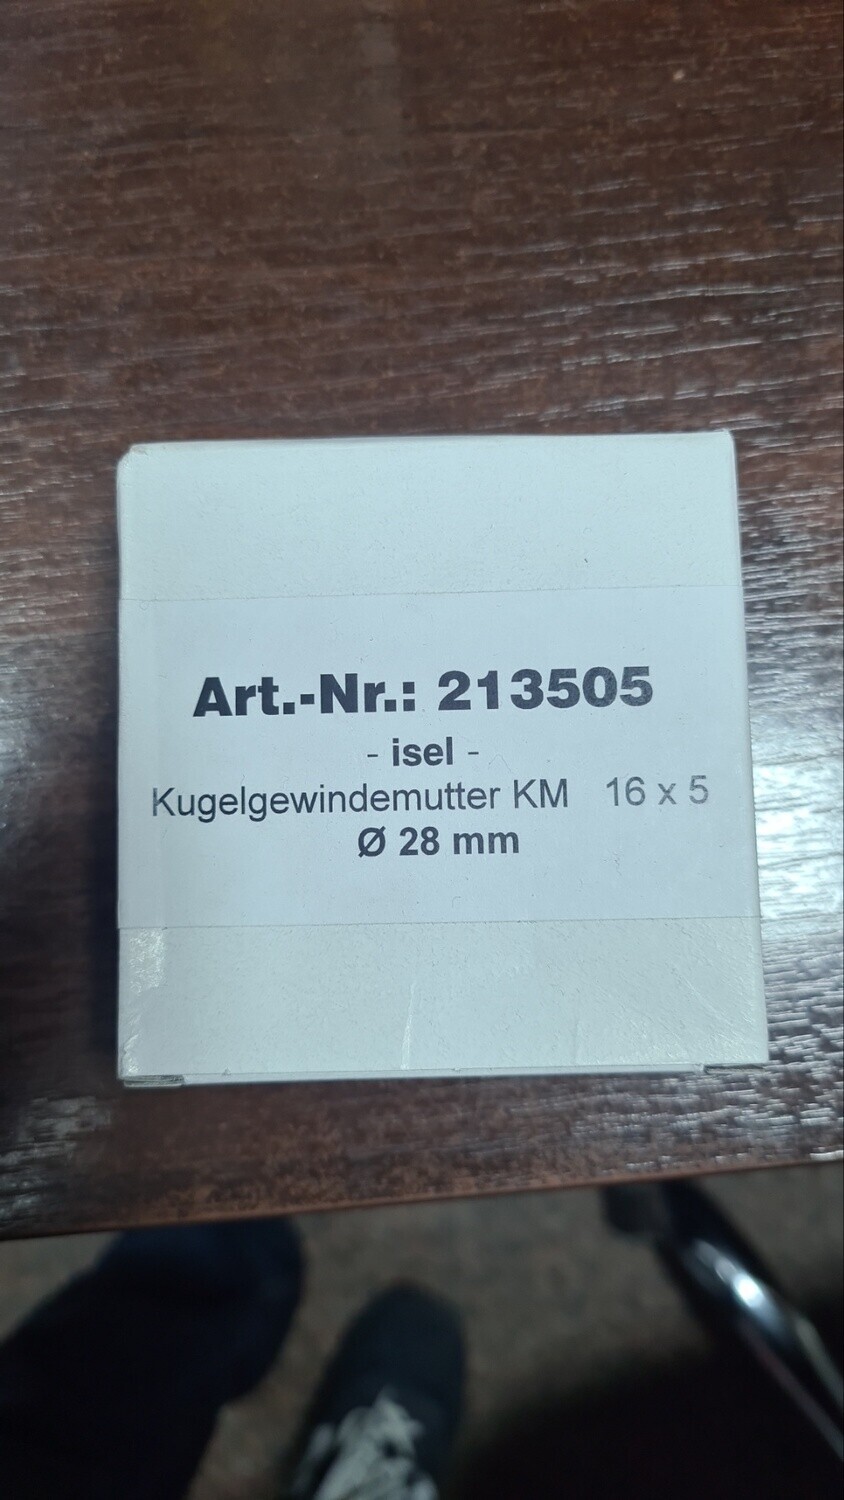 Art.-Nr.: 213505
- isel -
Kugelgewindemutter KM 16 x 5
Ø 28 mm